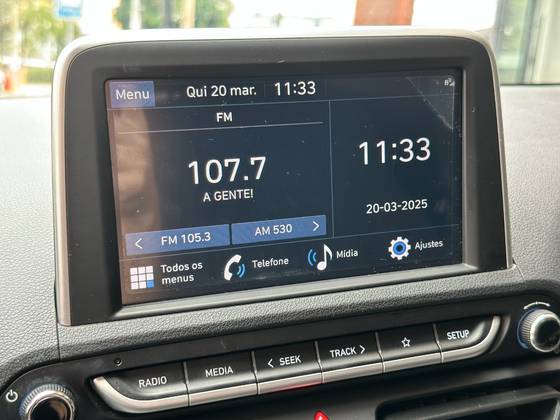 Menu Qui 20 mar. 11:33
FM
107.7
A GENTE!
< FM 105.3 AM 530 >
11:33
20-03-2025
Todos os
menus
Telefone
Mídia
Ajustes
RADIO MEDIA < SEEK TRACK > SETUP